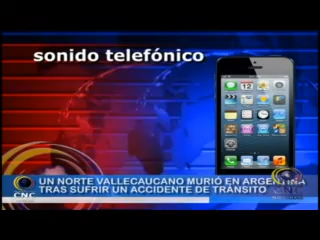 sonido telefónico
UN NORTE VALLECAUCANO MURIÓ EN ARGENTINA
TRAS SUFRIR UN ACCIDENTE DE TRÁNSITO
CNC